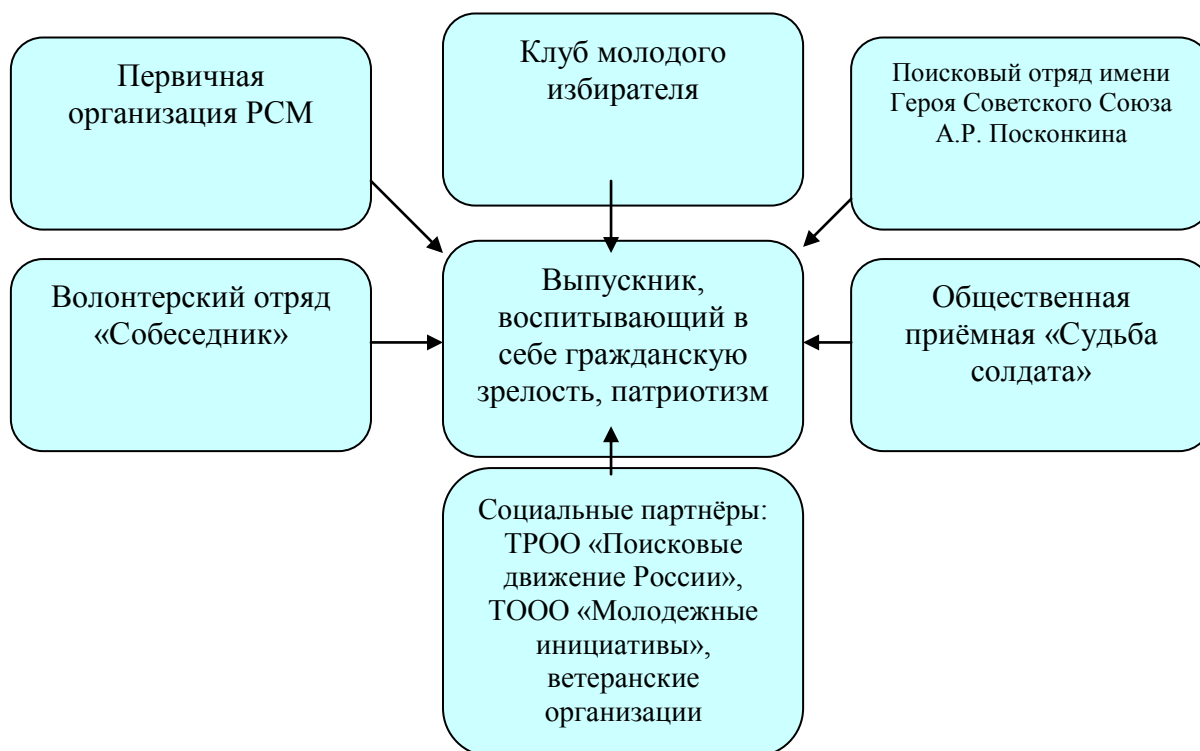 Первичная
организация РСМ
Клуб молодого
избирателя
Поисковый отряд имени
Героя Советского Союза
А.Р. Посконкина
Волонтерский отряд
«Собеседник»
Выпускник,
воспитывающий в
себе гражданскую
зрелость, патриотизм
Общественная
приёмная «Судьба
солдата»
Социальные партнёры:
ТРОО «Поисковые
движение России»,
ТООО «Молодежные
инициативы»,
ветеранские
организации